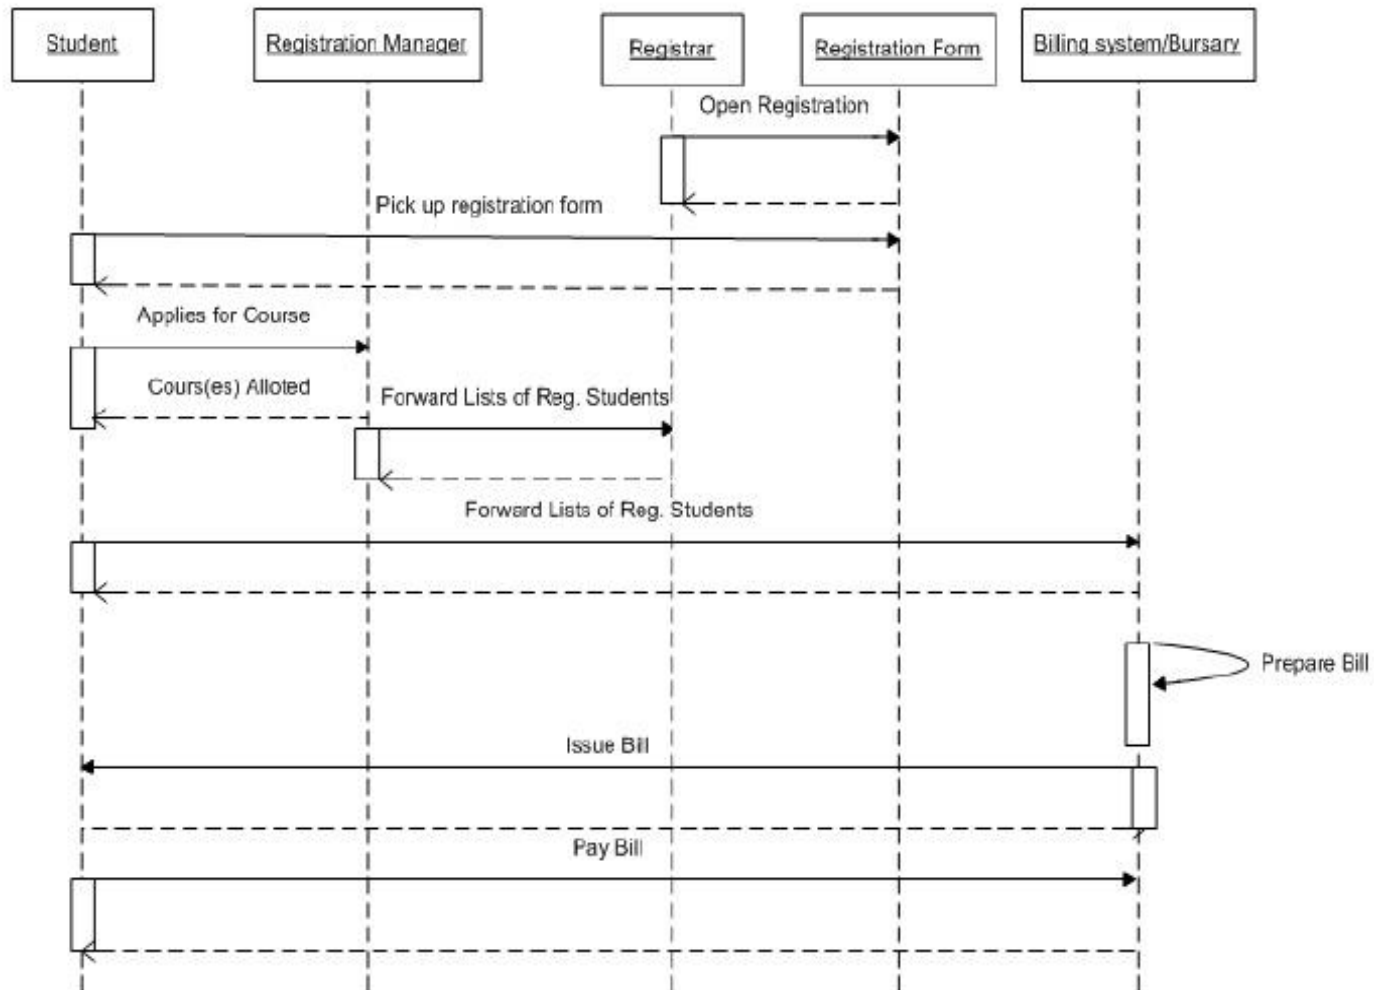 Student
Registration Manager
Registrar
Registration Form
Billing system/Bursary
Open Registration
Pick up registration form
Applies for Course
Cours(es) Alloted
Forward Lists of Reg. Students
Forward Lists of Reg. Students
Prepare Bill
Issue Bill
Pay Bill